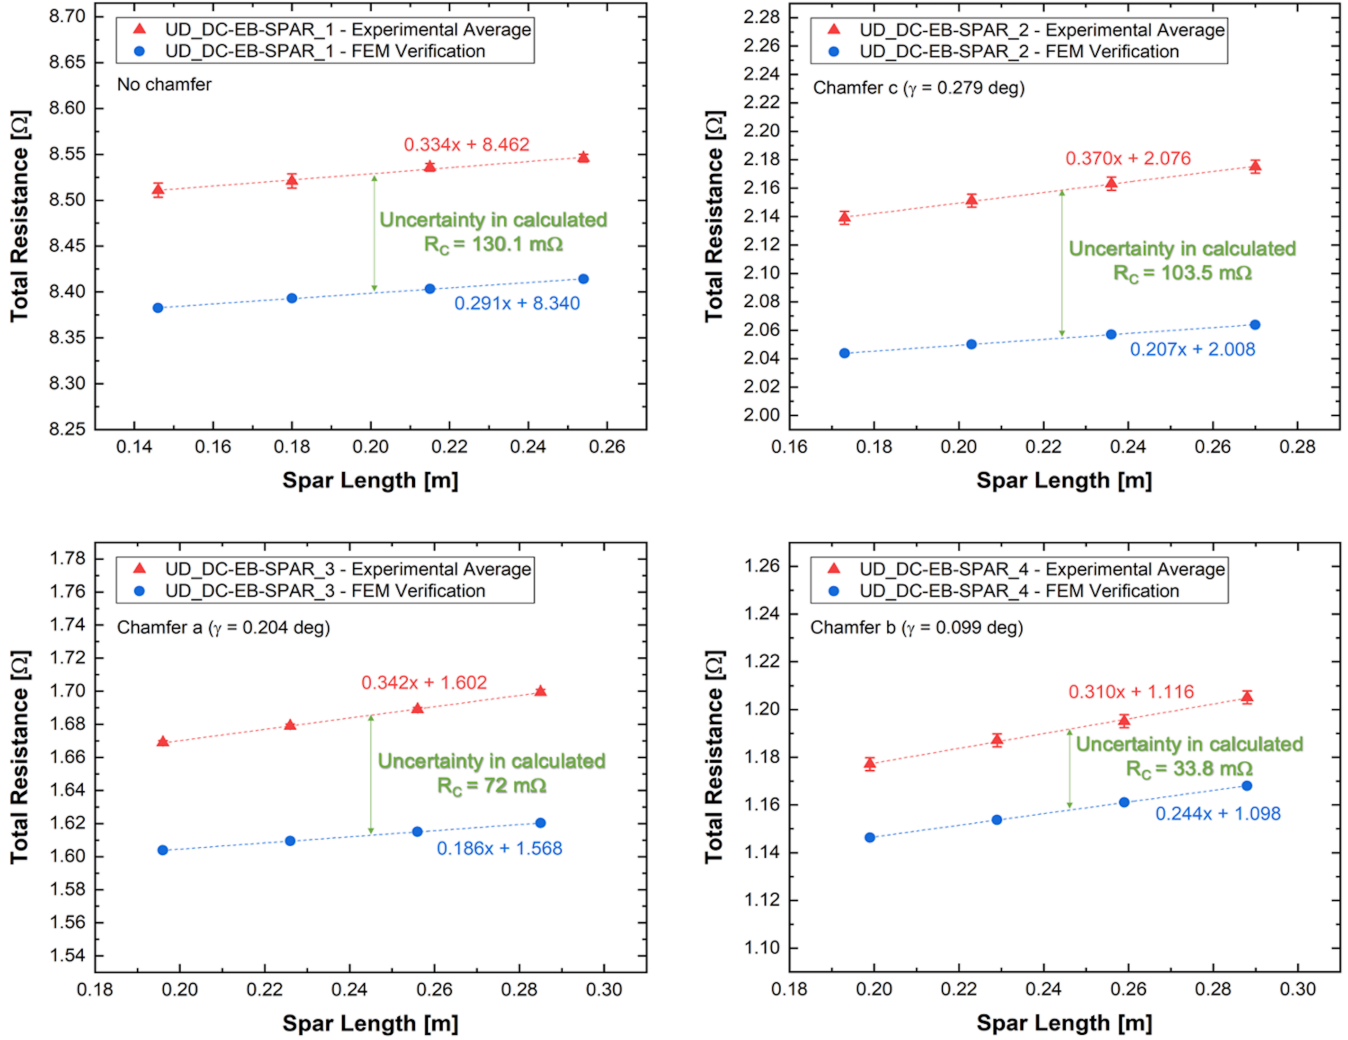 UD_DC-EB-SPAR_1 - Experimental Average
UD_DC-EB-SPAR_1 - FEM Verification
No chamfer
0.334x + 8.462
Uncertainty in calculated
R_C = 130.1 mΩ
0.291x + 8.340
Total Resistance [Ω]
8.70
8.65
8.60
8.55
8.50
8.45
8.40
8.35
8.30
8.25
0.14
0.16
0.18
0.20
0.22
0.24
0.26
Spar Length [m]
UD_DC-EB-SPAR_2 - Experimental Average
UD_DC-EB-SPAR_2 - FEM Verification
Chamfer c (γ = 0.279 deg)
0.370x + 2.076
Uncertainty in calculated
R_C = 103.5 mΩ
0.207x + 2.008
Total Resistance [Ω]
2.28
2.26
2.24
2.22
2.20
2.18
2.16
2.14
2.12
2.10
2.08
2.06
2.04
2.02
2.00
0.16
0.18
0.20
0.22
0.24
0.26
0.28
Spar Length [m]
UD_DC-EB-SPAR_3 - Experimental Average
UD_DC-EB-SPAR_3 - FEM Verification
Chamfer a (γ = 0.204 deg)
0.342x + 1.602
Uncertainty in calculated
R_C = 72 mΩ
0.186x + 1.568
Total Resistance [Ω]
1.78
1.76
1.74
1.72
1.70
1.68
1.66
1.64
1.62
1.60
1.58
1.56
1.54
0.18
0.20
0.22
0.24
0.26
0.28
0.30
Spar Length [m]
UD_DC-EB-SPAR_4 - Experimental Average
UD_DC-EB-SPAR_4 - FEM Verification
Chamfer b (γ = 0.099 deg)
0.310x + 1.116
Uncertainty in calculated
R_C = 33.8 mΩ
0.244x + 1.098
Total Resistance [Ω]
1.26
1.24
1.22
1.20
1.18
1.16
1.14
1.12
1.10
0.18
0.20
0.22
0.24
0.26
0.28
0.30
Spar Length [m]